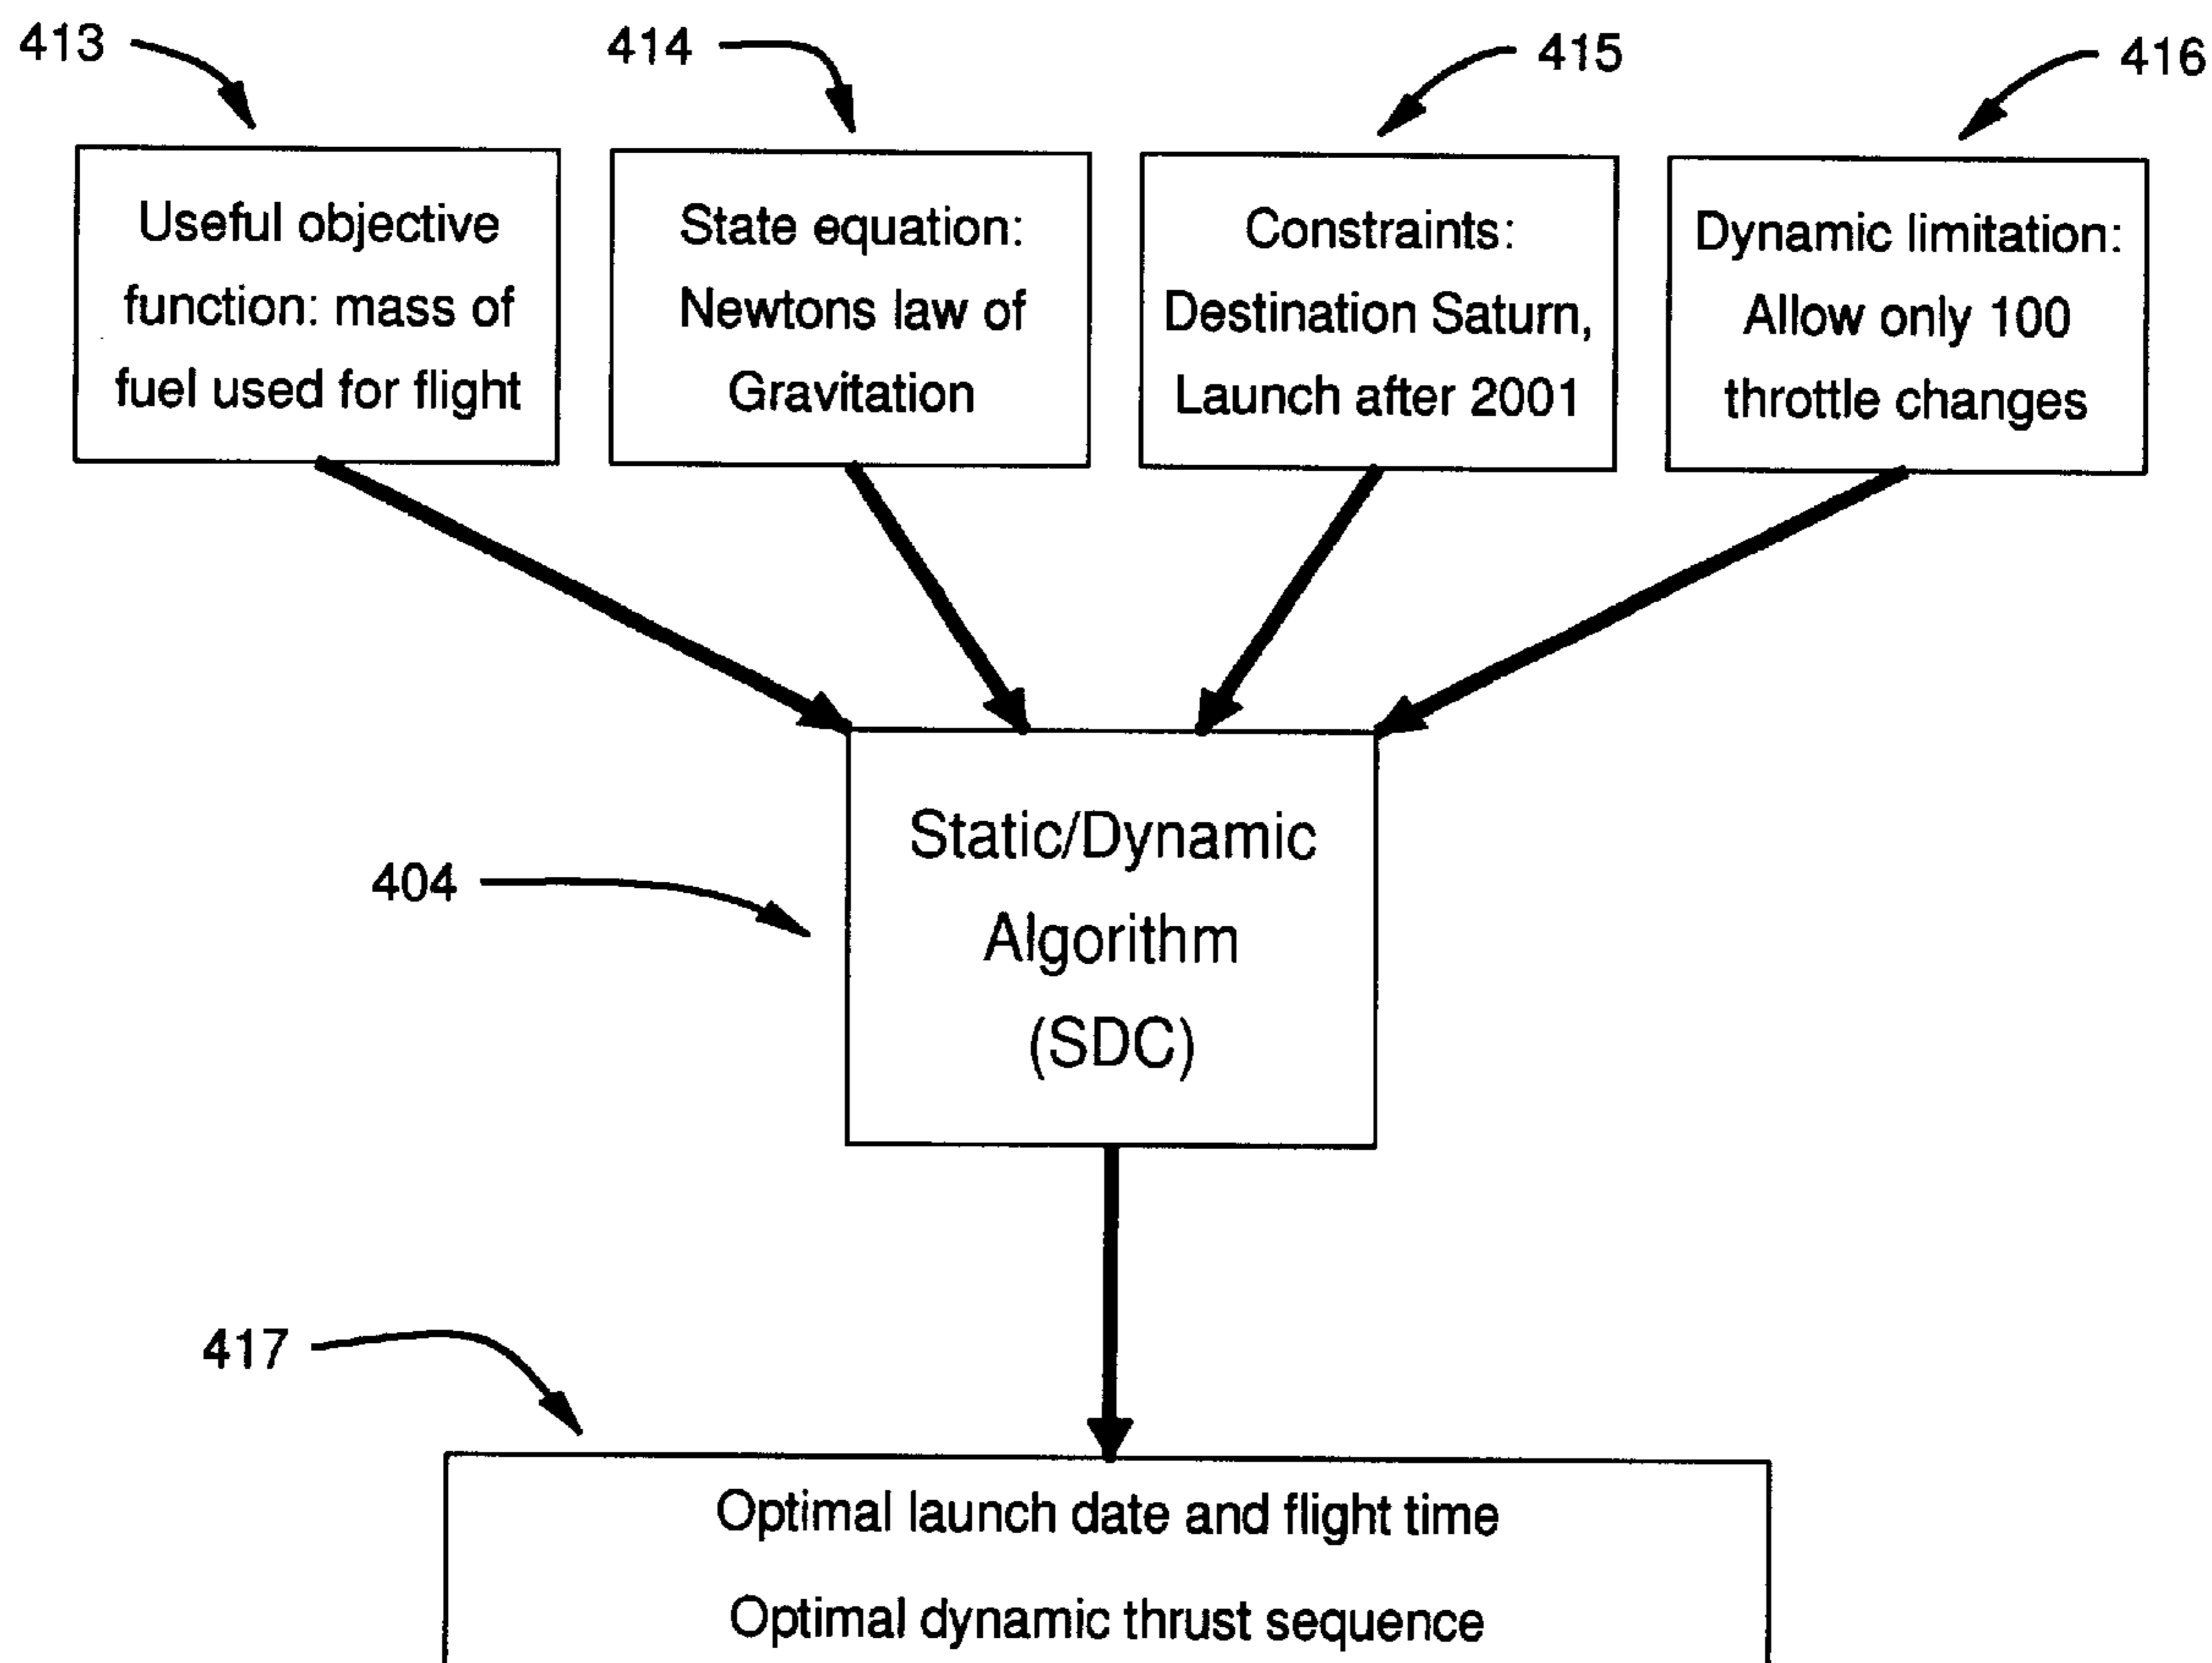 413
414
415
416
Useful objective
function: mass of
fuel used for flight
State equation:
Newtons law of
Gravitation
Constraints:
Destination Saturn,
Launch after 2001
Dynamic limitation:
Allow only 100
throttle changes
404
Static/Dynamic
Algorithm
(SDC)
417
Optimal launch date and flight time
Optimal dynamic thrust sequence